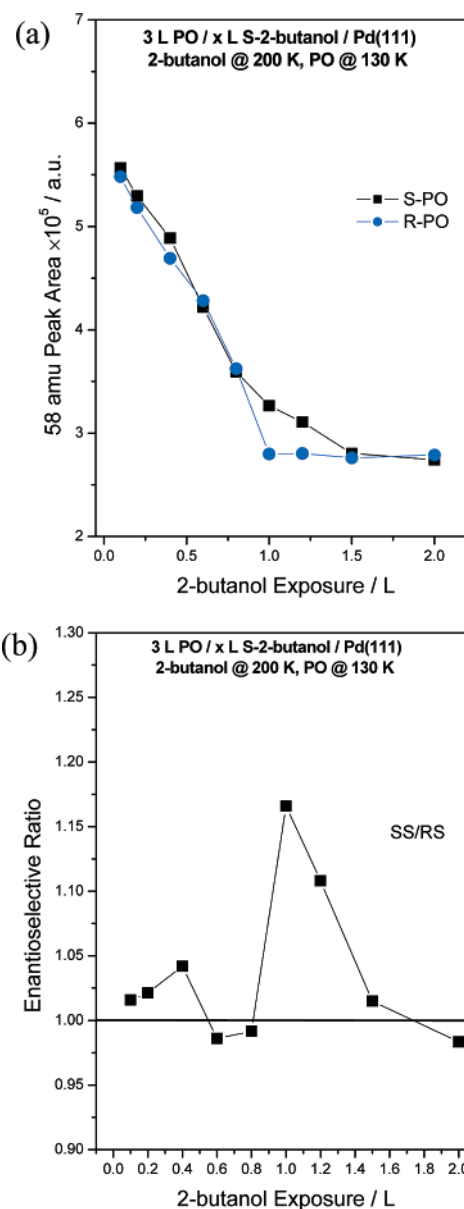 (a)
3 L PO / x L S-2-butanol / Pd(111)
2-butanol @ 200 K, PO @ 130 K
7
6
5
4
3
2
58 amu Peak Area ×10⁵ / a.u.
S-PO
R-PO
0.0 0.5 1.0 1.5 2.0
2-butanol Exposure / L
(b)
3 L PO / x L S-2-butanol / Pd(111)
2-butanol @ 200 K, PO @ 130 K
1.30
1.25
1.20
1.15
1.10
1.05
1.00
0.95
0.90
Enantioselective Ratio
SS/RS
0.0 0.2 0.4 0.6 0.8 1.0 1.2 1.4 1.6 1.8 2.0
2-butanol Exposure / L